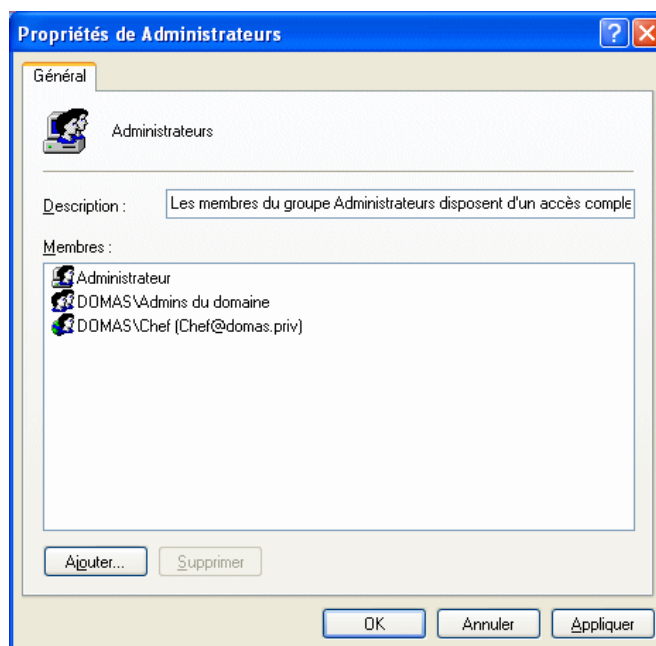 Propriétés de Administrateurs
Général
Administrateurs
Description : Les membres du groupe Administrateurs disposent d'un accès comple
Membres :
Administrateur
DOMAS\Admins du domaine
DOMAS\Chef (Chef@domas.priv)
Ajouter... Supprimer
OK Annuler Appliquer